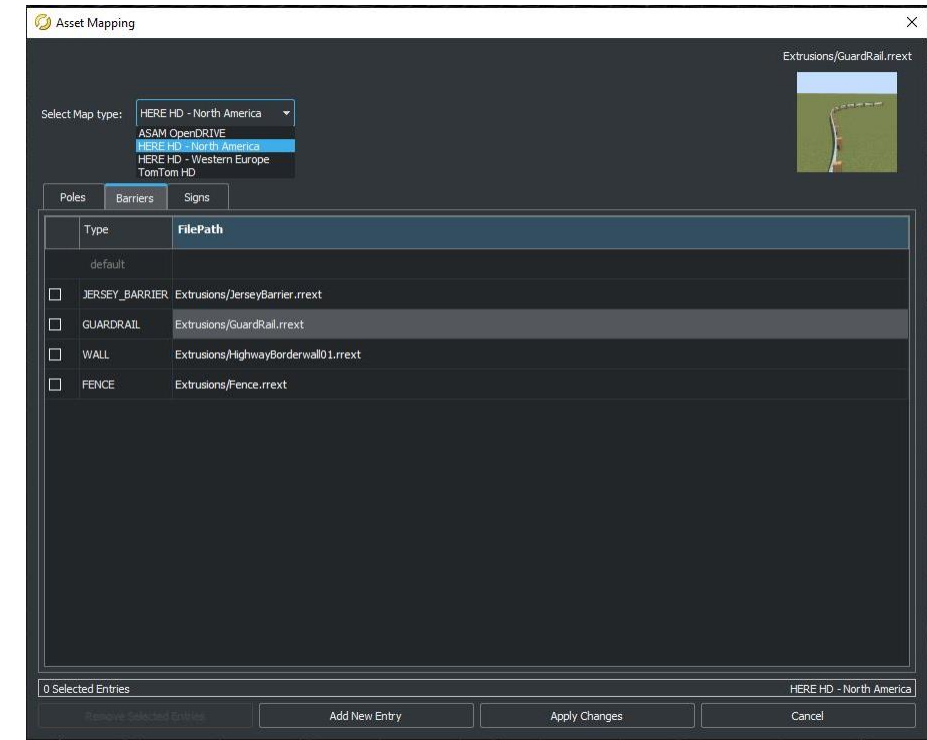 Asset Mapping
Extrusions/GuardRail.rrext
Select Map type: HERE HD - North America
ASAM OpenDRIVE
HERE HD - North America
HERE HD - Western Europe
TomTom HD
Poles Barriers Signs
Type FilePath
default
JERSEY_BARRIER Extrusions/JerseyBarrier.rrext
GUARDRAIL Extrusions/GuardRail.rrext
WALL Extrusions/HighwayBorderwall01.rrext
FENCE Extrusions/Fence.rrext
0 Selected Entries HERE HD - North America
Remove Selected Entries Add New Entry Apply Changes Cancel